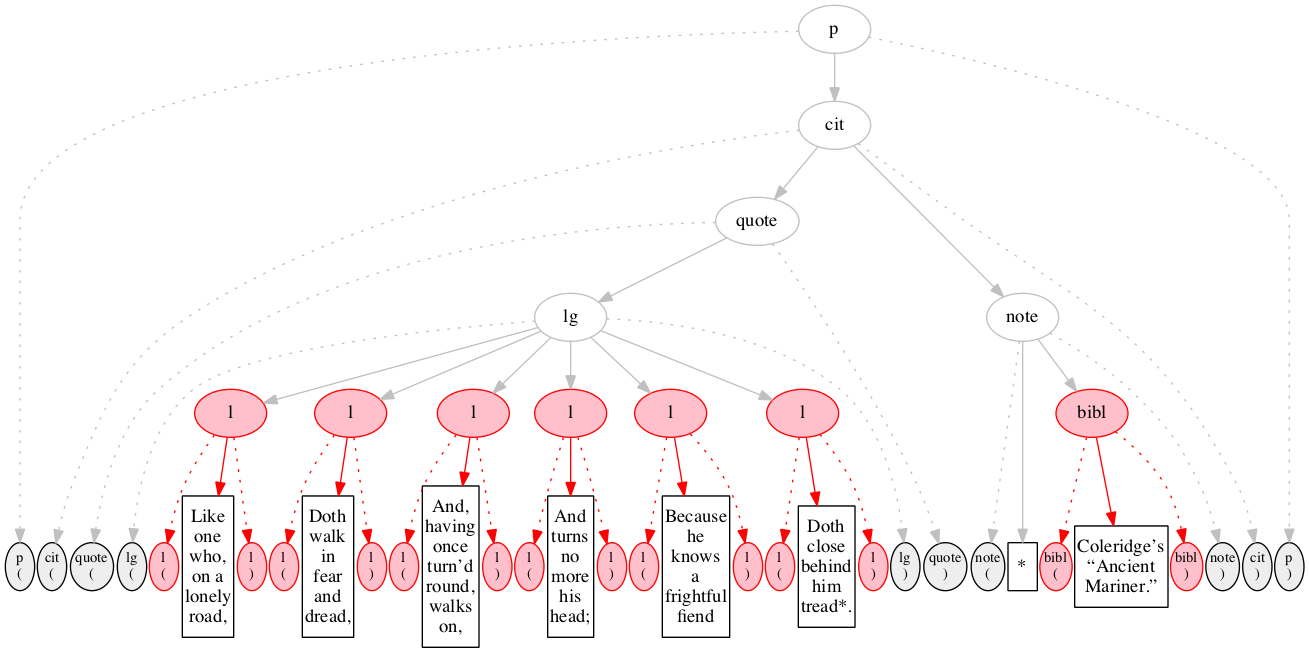 p
cit
quote
lg
note
l
l
l
l
l
l
bibl
p
(
cit
(
quote
(
lg
(
l
(
Like
one
who,
on a
lonely
road,
l
)
l
(
Doth
walk
in
fear
and
dread,
l
)
l
(
And,
having
once
turn’d
round,
walks
on,
l
)
l
(
And
turns
no
more
his
head;
l
)
l
(
Because
he
knows
a
frightful
fiend
l
)
l
(
Doth
close
behind
him
tread*.
l
)
lg
)
quote
)
note
(
*
bibl
(
Coleridge’s
“Ancient
Mariner.”
bibl
)
note
)
cit
)
p
)